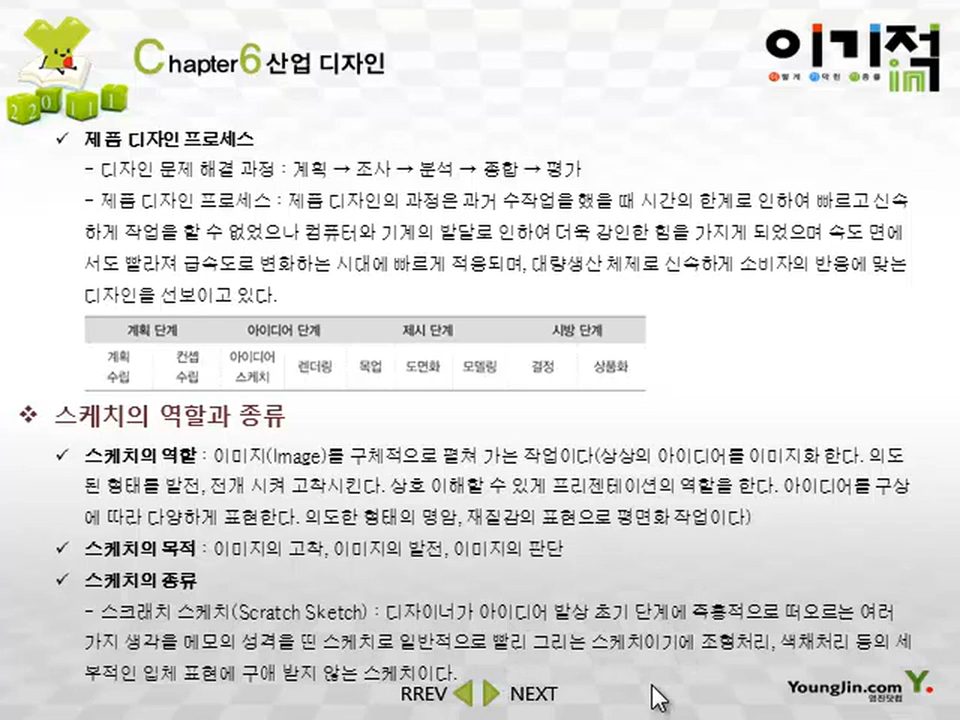 Chapter6 산업 디자인
이기적in
이렇게 기막힌 적중률
2011
✓ 제품 디자인 프로세스
- 디자인 문제 해결 과정 : 계획 → 조사 → 분석 → 종합 → 평가
- 제품 디자인 프로세스 : 제품 디자인의 과정은 과거 수작업을 했을 때 시간의 한계로 인하여 빠르고 신속
하게 작업을 할 수 없었으나 컴퓨터와 기계의 발달로 인하여 더욱 강인한 힘을 가지게 되었으며 속도 면에
서도 빨라져 급속도로 변화하는 시대에 빠르게 적응되며, 대량생산 체제로 신속하게 소비자의 반응에 맞는
디자인을 선보이고 있다.
계획 단계 아이디어 단계 제시 단계 시방 단계
계획 컨셉 아이디어 렌더링 목업 도면화 모델링 결정 상품화
수립 수립 스케치
❖ 스케치의 역할과 종류
✓ 스케치의 역할 : 이미지(Image)를 구체적으로 펼쳐 가는 작업이다(상상의 아이디어를 이미지화 한다. 의도
된 형태를 발전, 전개 시켜 고착시킨다. 상호 이해할 수 있게 프리젠테이션의 역할을 한다. 아이디어를 구상
에 따라 다양하게 표현한다. 의도한 형태의 명암, 재질감의 표현으로 평면화 작업이다)
✓ 스케치의 목적 : 이미지의 고착, 이미지의 발전, 이미지의 판단
✓ 스케치의 종류
- 스크래치 스케치(Scratch Sketch) : 디자이너가 아이디어 발상 초기 단계에 즉흥적으로 떠오르는 여러
가지 생각을 메모의 성격을 띤 스케치로 일반적으로 빨리 그리는 스케치이기에 조형처리, 색채처리 등의 세
부적인 입체 표현에 구애 받지 않는 스케치이다.
RREV NEXT
YoungJin.com Y.
영진닷컴